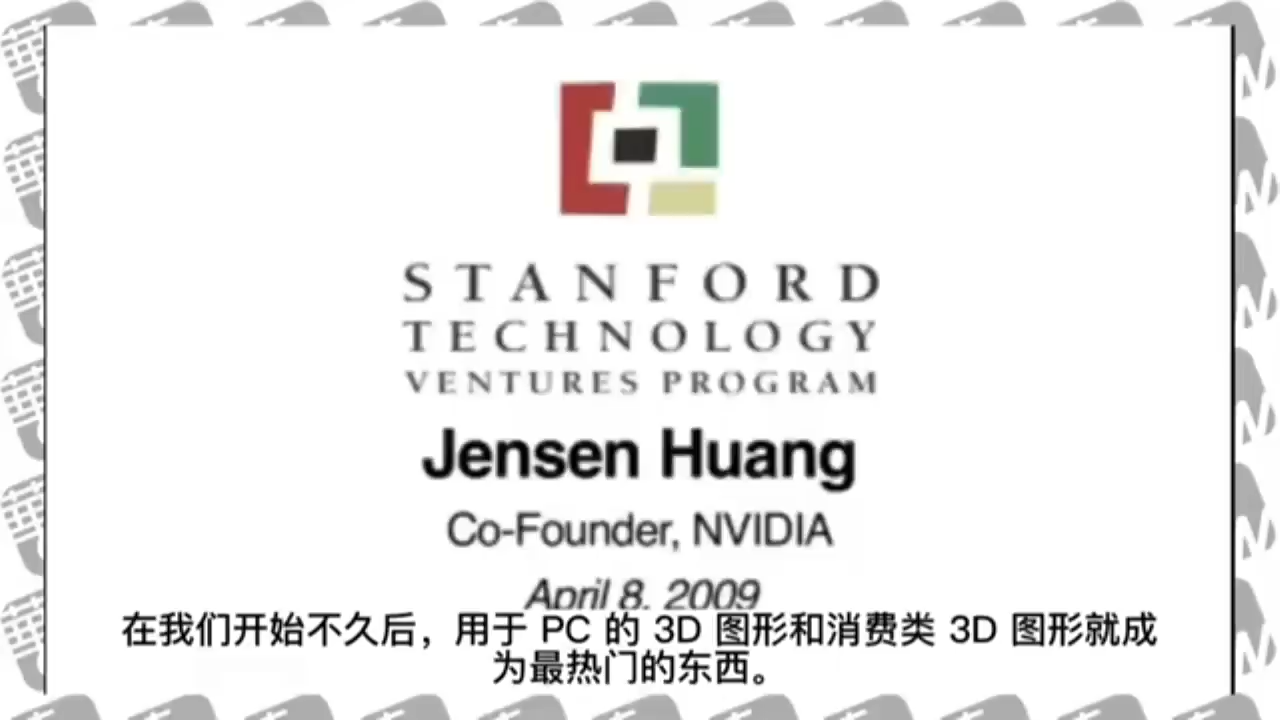 STANFORD
TECHNOLOGY
VENTURES PROGRAM
Jensen Huang
Co-Founder, NVIDIA
April 8, 2009
在我们开始不久后，用于 PC 的 3D 图形和消费类 3D 图形就成
为最热门的东西。